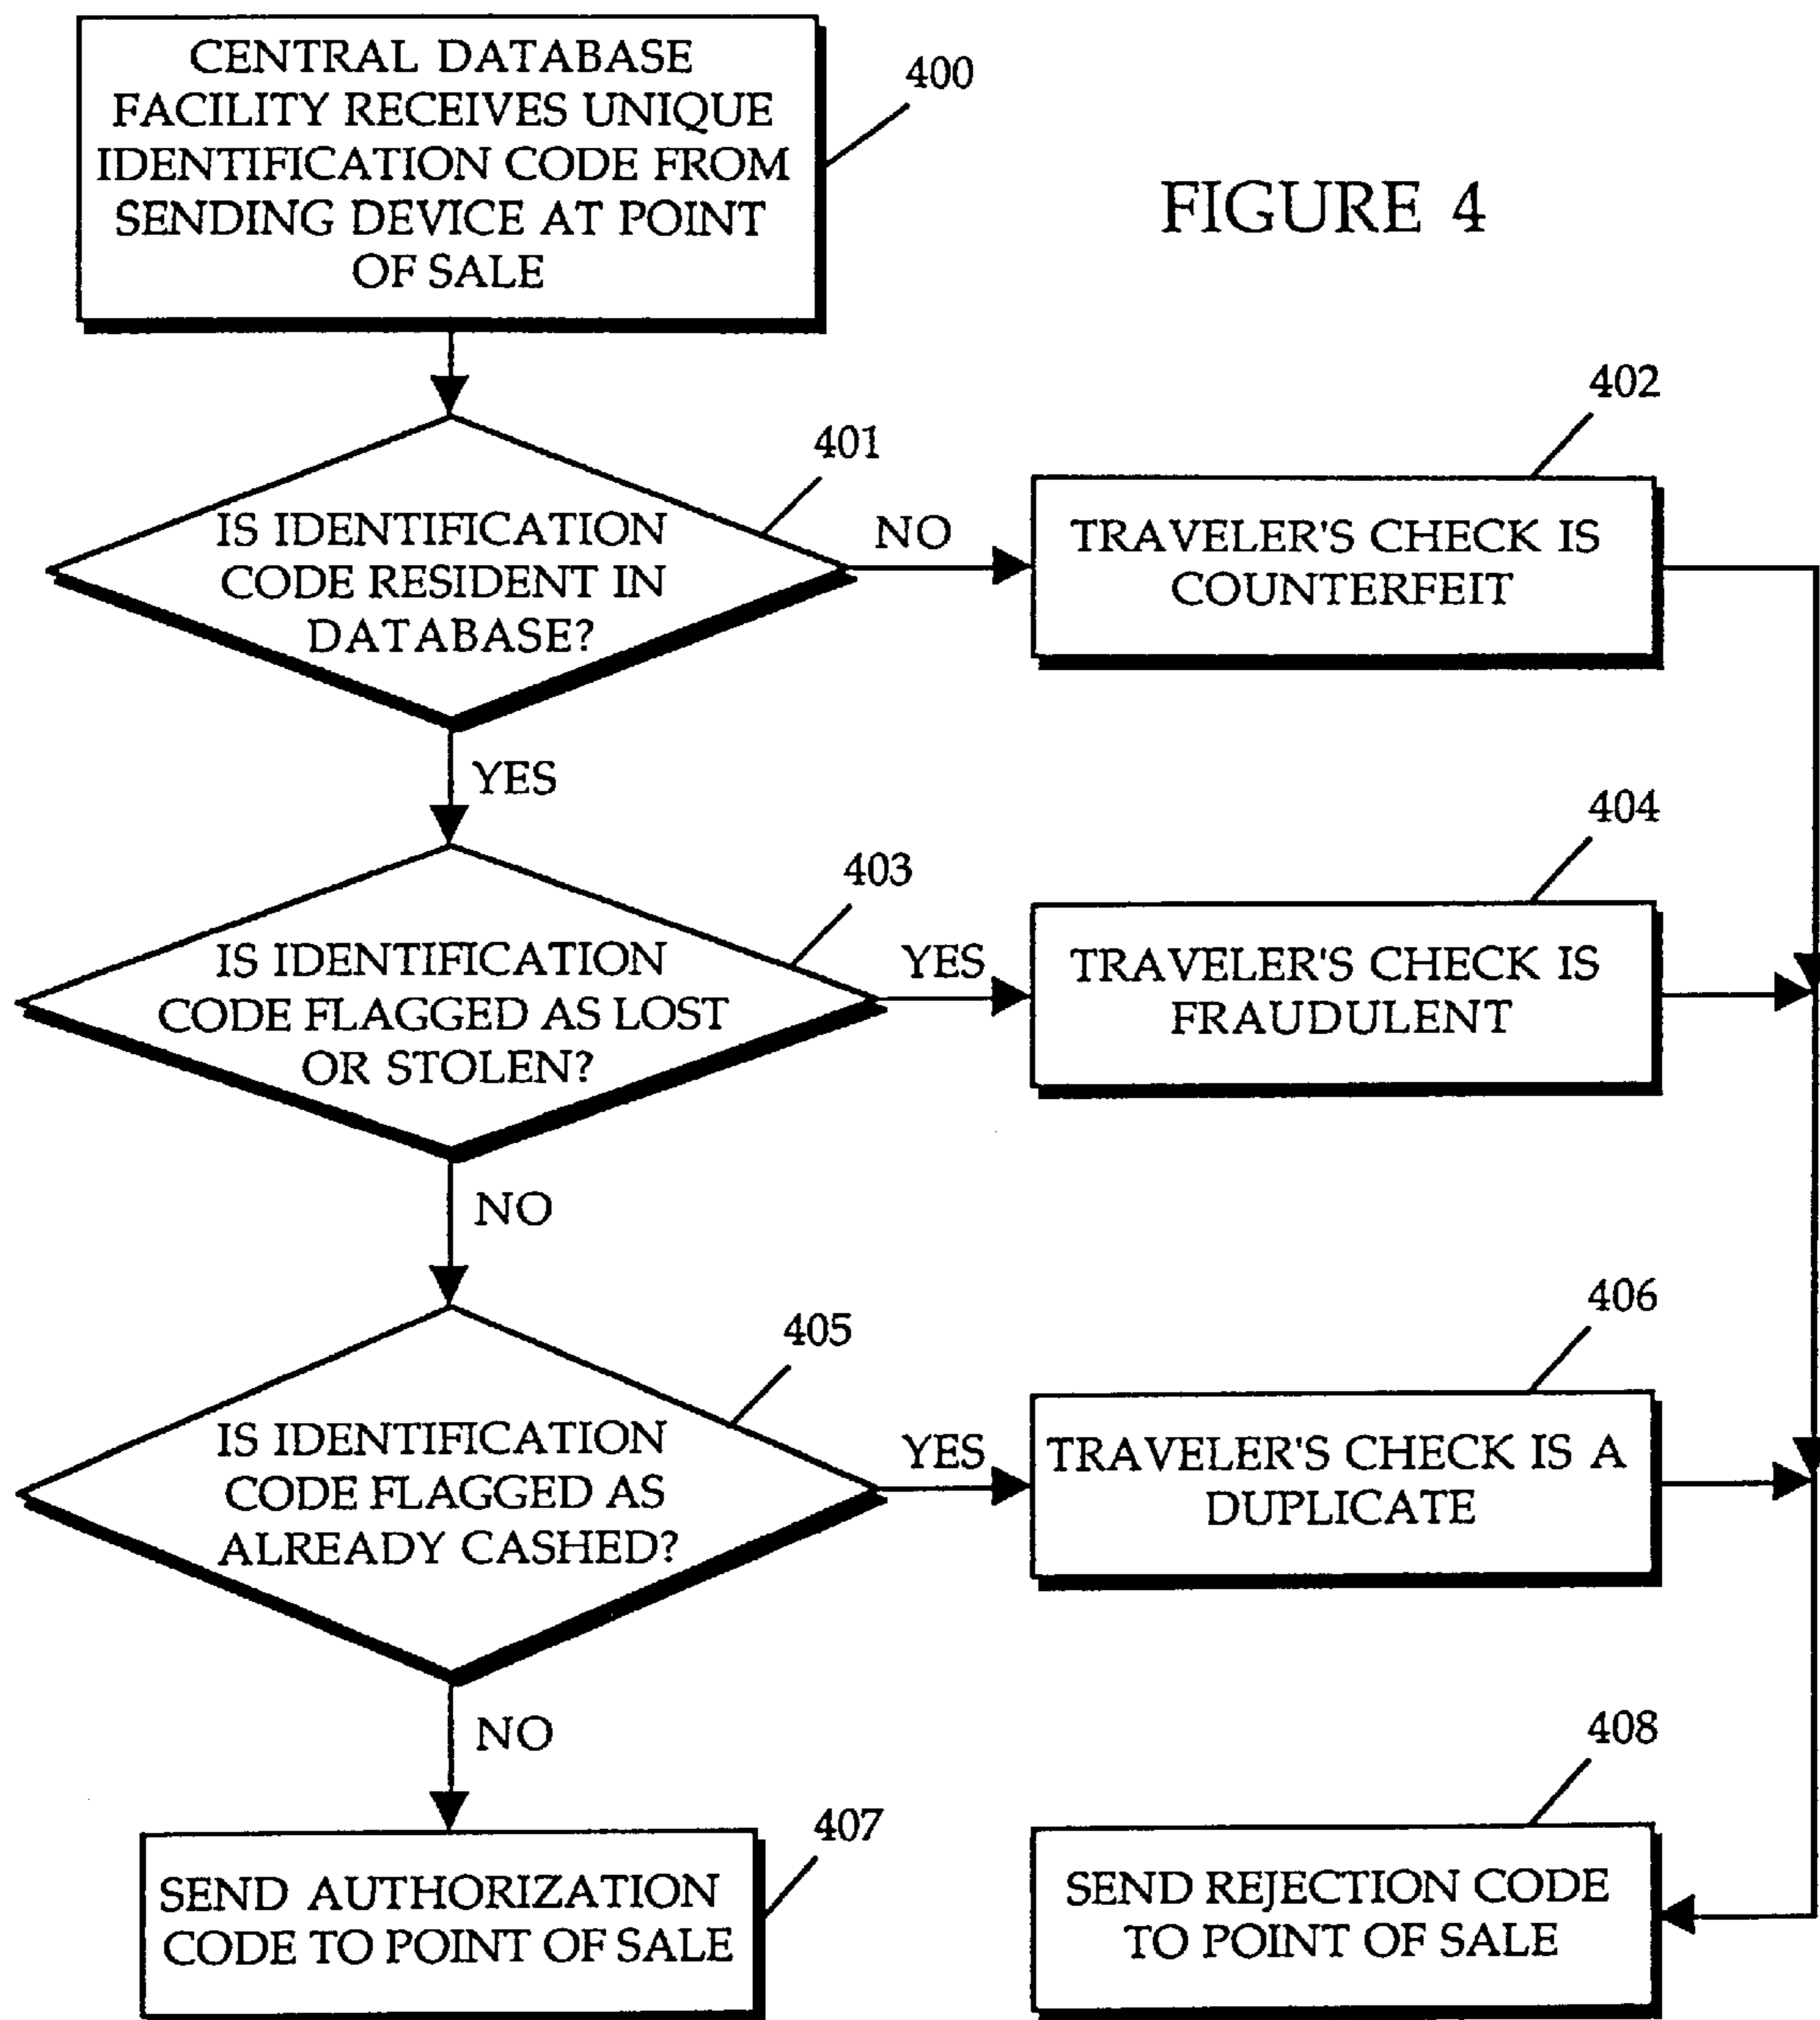 CENTRAL DATABASE
FACILITY RECEIVES UNIQUE
IDENTIFICATION CODE FROM
SENDING DEVICE AT POINT
OF SALE
400
FIGURE 4
401
IS IDENTIFICATION
CODE RESIDENT IN
DATABASE?
NO
402
TRAVELER'S CHECK IS
COUNTERFEIT
YES
403
IS IDENTIFICATION
CODE FLAGGED AS LOST
OR STOLEN?
YES
404
TRAVELER'S CHECK IS
FRAUDULENT
NO
405
IS IDENTIFICATION
CODE FLAGGED AS
ALREADY CASHED?
YES
406
TRAVELER'S CHECK IS A
DUPLICATE
NO
407
SEND AUTHORIZATION
CODE TO POINT OF SALE
408
SEND REJECTION CODE
TO POINT OF SALE